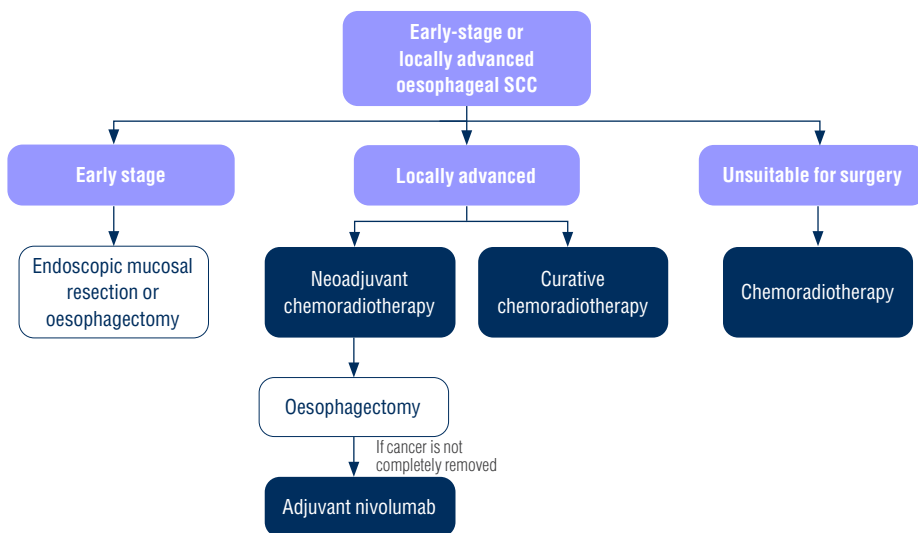 Early-stage or
locally advanced
oesophageal SCC
Early stage
Locally advanced
Unsuitable for surgery
Endoscopic mucosal
resection or
oesophagectomy
Neoadjuvant
chemoradiotherapy
Curative
chemoradiotherapy
Chemoradiotherapy
Oesophagectomy
If cancer is not
completely removed
Adjuvant nivolumab